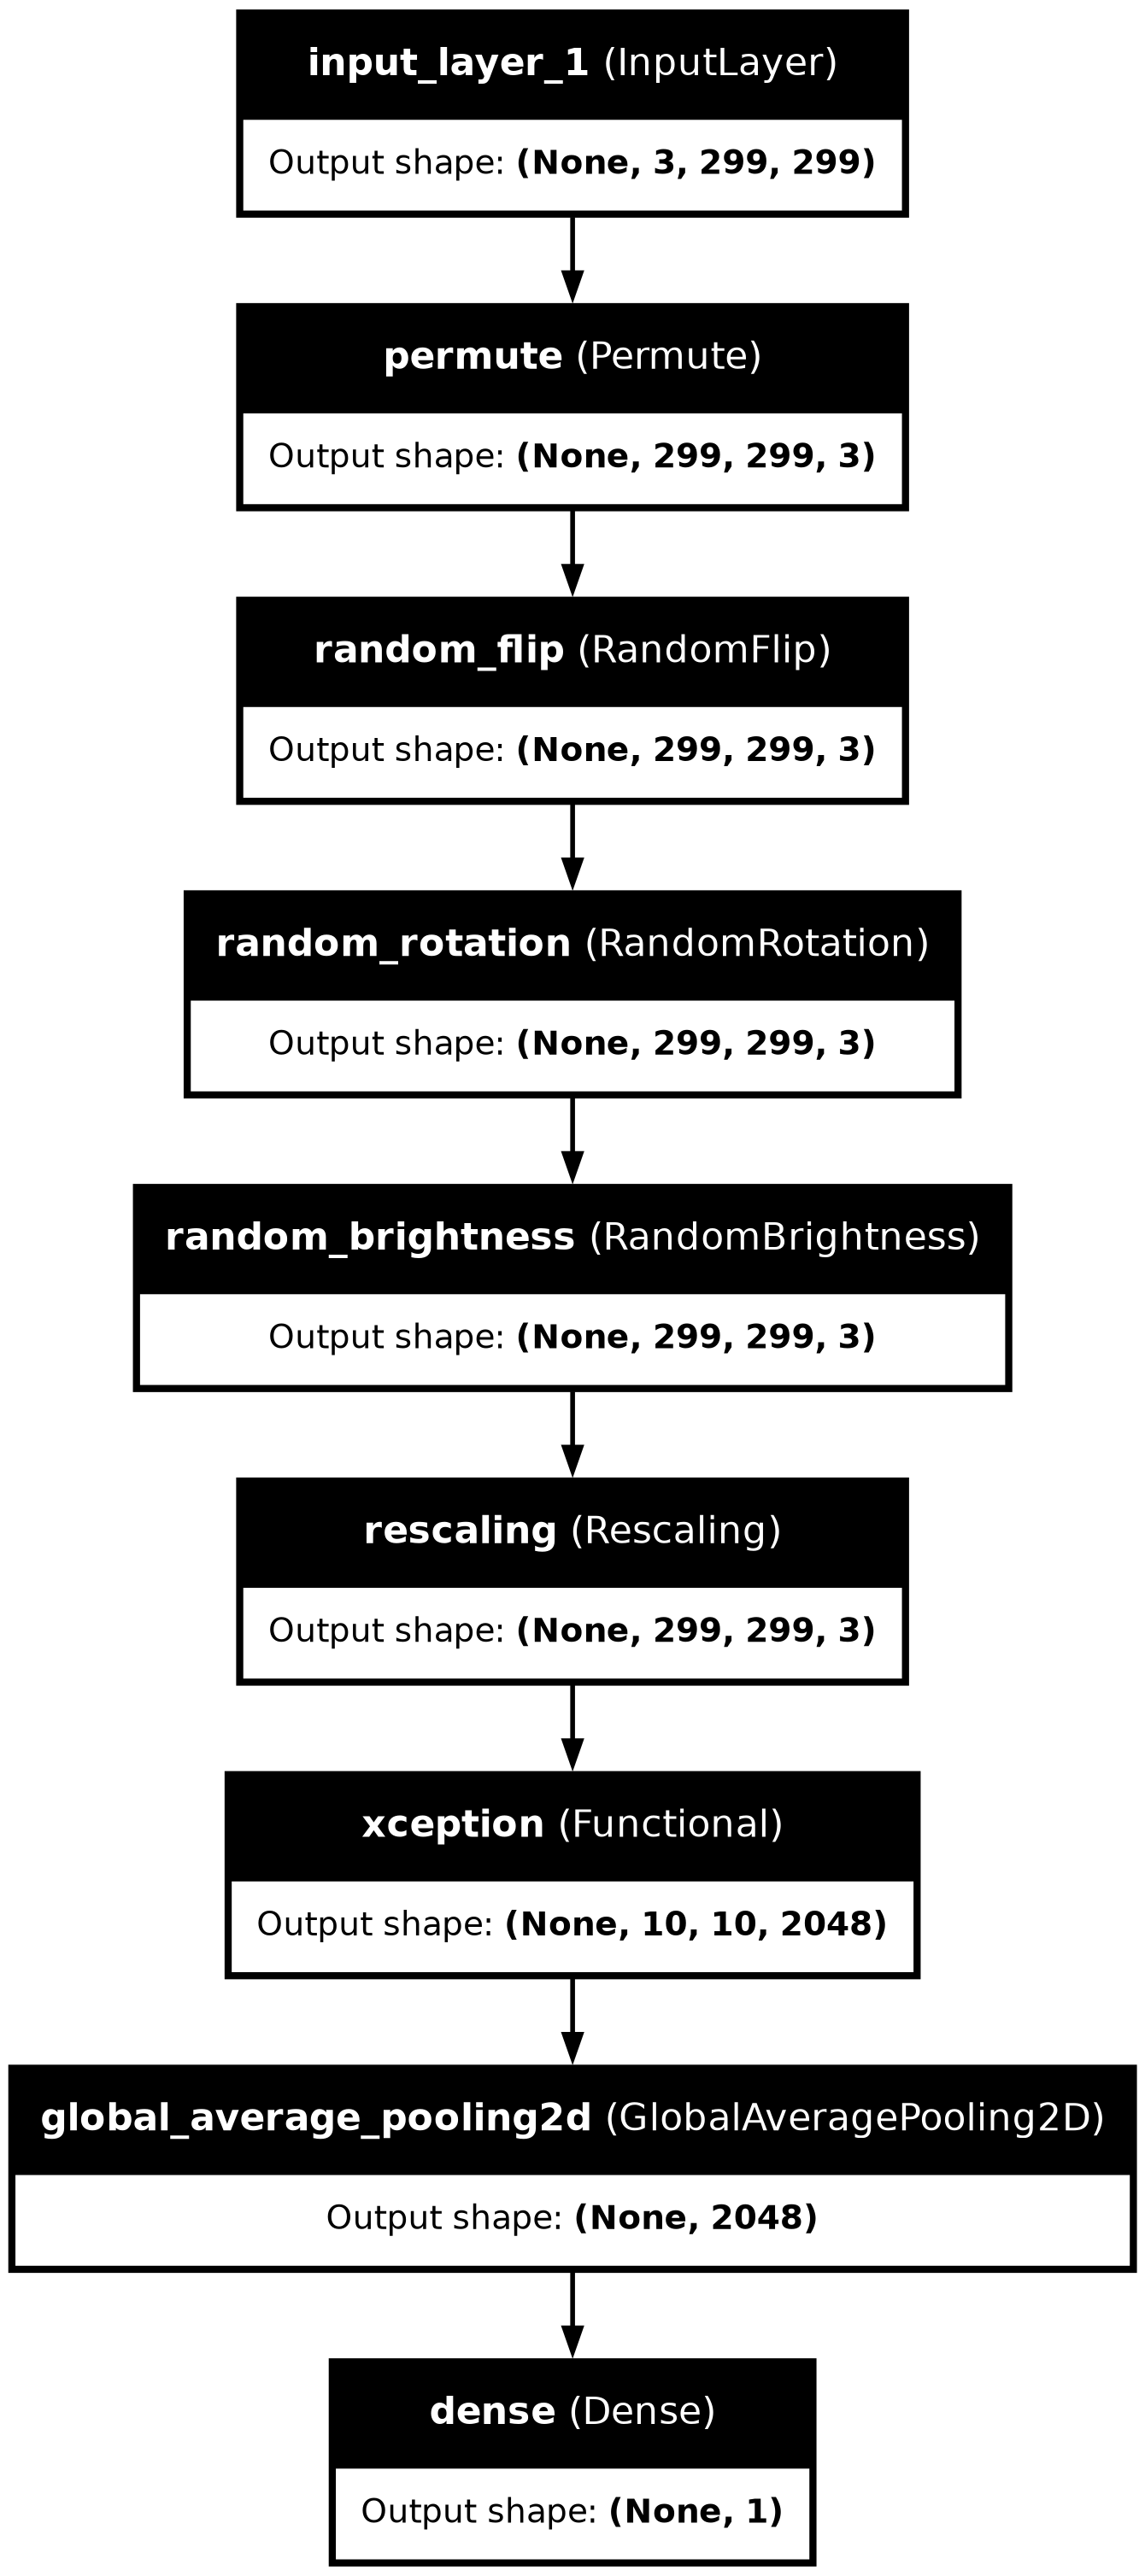 input_layer_1 (InputLayer)
Output shape: (None, 3, 299, 299)
permute (Permute)
Output shape: (None, 299, 299, 3)
random_flip (RandomFlip)
Output shape: (None, 299, 299, 3)
random_rotation (RandomRotation)
Output shape: (None, 299, 299, 3)
random_brightness (RandomBrightness)
Output shape: (None, 299, 299, 3)
rescaling (Rescaling)
Output shape: (None, 299, 299, 3)
xception (Functional)
Output shape: (None, 10, 10, 2048)
global_average_pooling2d (GlobalAveragePooling2D)
Output shape: (None, 2048)
dense (Dense)
Output shape: (None, 1)